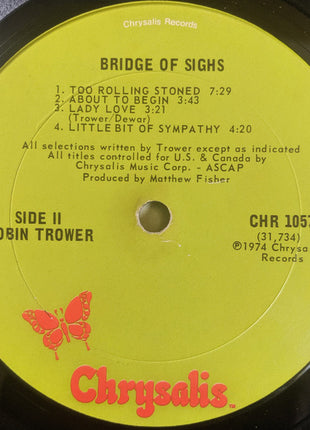 Chrysalis Records
BRIDGE OF SIGHS
1. TOO ROLLING STONED 7:29
2. ABOUT TO BEGIN 3:43
3. LADY LOVE 3:21
(Trower/Dewar)
4. LITTLE BIT OF SYMPATHY 4:20
All selections written by Trower except as indicated
All titles controlled for U.S. & Canada by
Chrysalis Music Corp. - ASCAP
Produced by Matthew Fisher
SIDE II
OBIN TROWER
CHR 1057
(31,734)
℗1974 Chrysa
Records
Chrysalis
TM